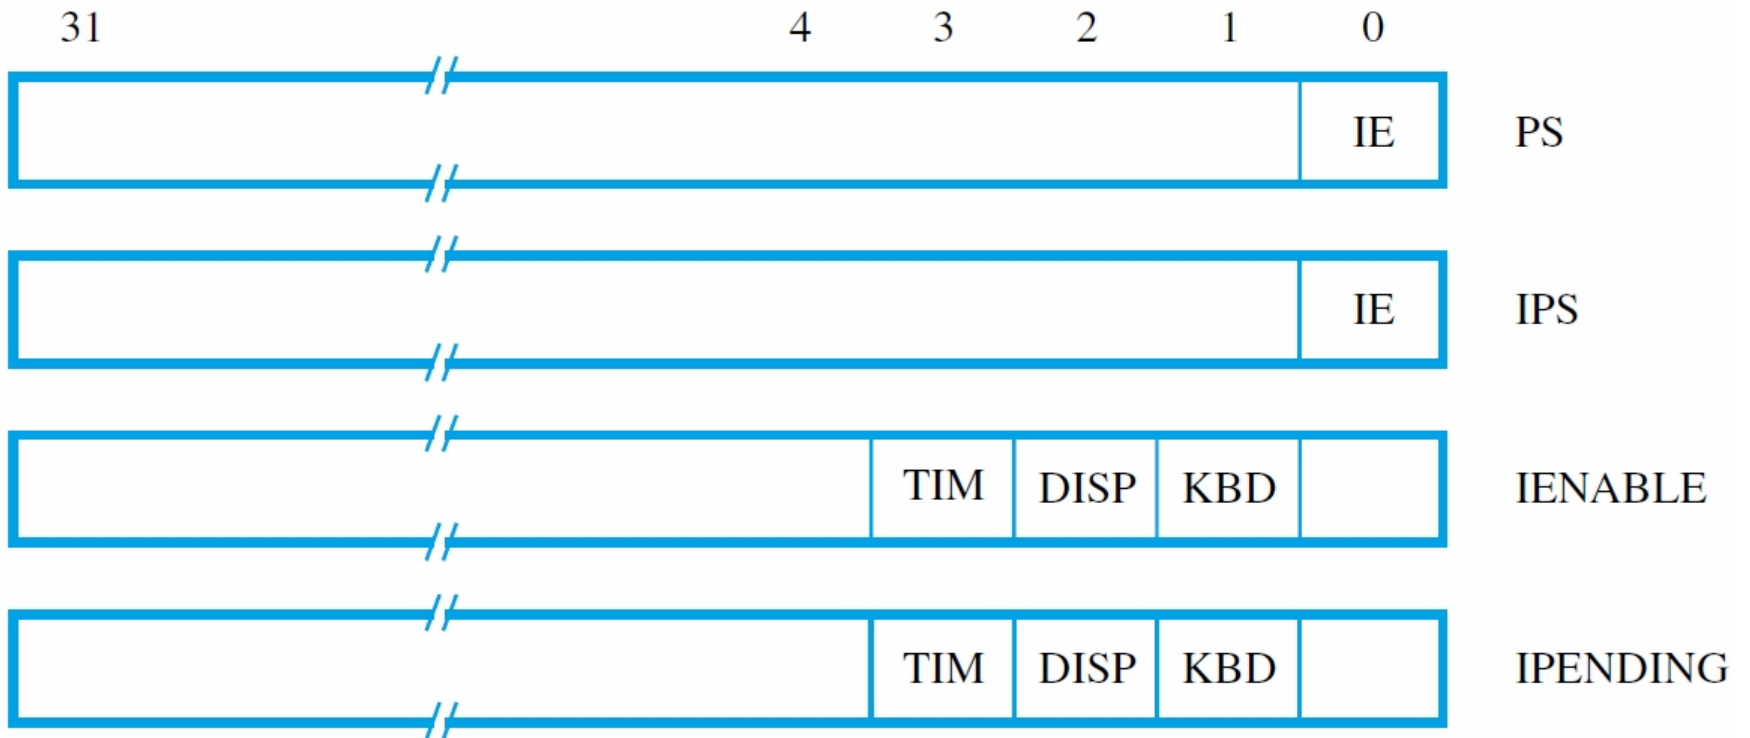 31 4 3 2 1 0
IE PS
IE IPS
TIM DISP KBD IENABLE
TIM DISP KBD IPENDING